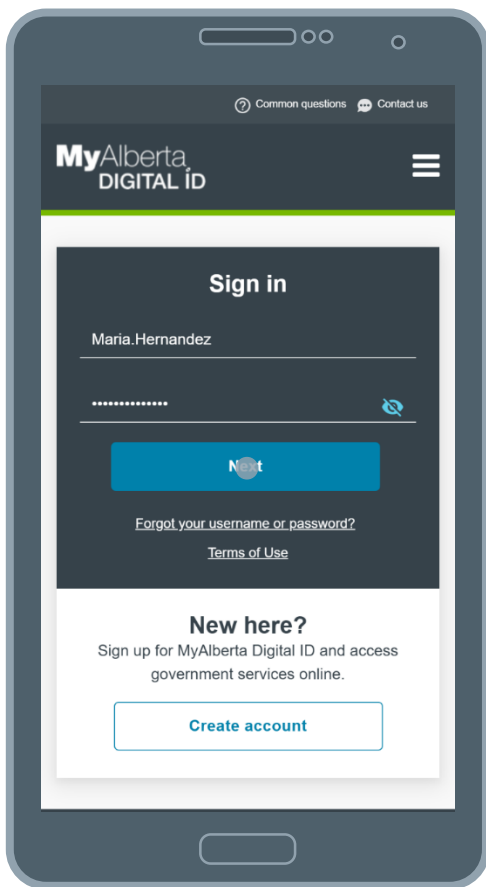 Common questions Contact us
MyAlberta
DIGITAL ID
Sign in
Maria.Hernandez
••••••••••••••
Next
Forgot your username or password?
Terms of Use
New here?
Sign up for MyAlberta Digital ID and access
government services online.
Create account